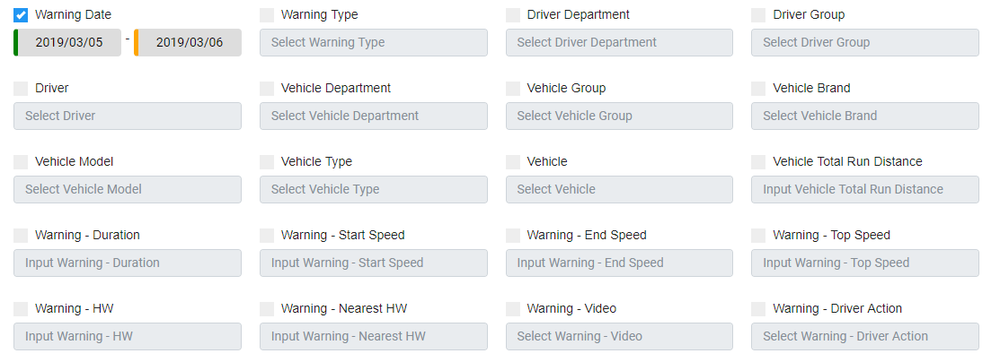 Warning Date Warning Type Driver Department Driver Group
2019/03/05 - 2019/03/06 Select Warning Type Select Driver Department Select Driver Group
Driver Vehicle Department Vehicle Group Vehicle Brand
Select Driver Select Vehicle Department Select Vehicle Group Select Vehicle Brand
Vehicle Model Vehicle Type Vehicle Vehicle Total Run Distance
Select Vehicle Model Select Vehicle Type Select Vehicle Input Vehicle Total Run Distance
Warning - Duration Warning - Start Speed Warning - End Speed Warning - Top Speed
Input Warning - Duration Input Warning - Start Speed Input Warning - End Speed Input Warning - Top Speed
Warning - HW Warning - Nearest HW Warning - Video Warning - Driver Action
Input Warning - HW Input Warning - Nearest HW Select Warning - Video Select Warning - Driver Action